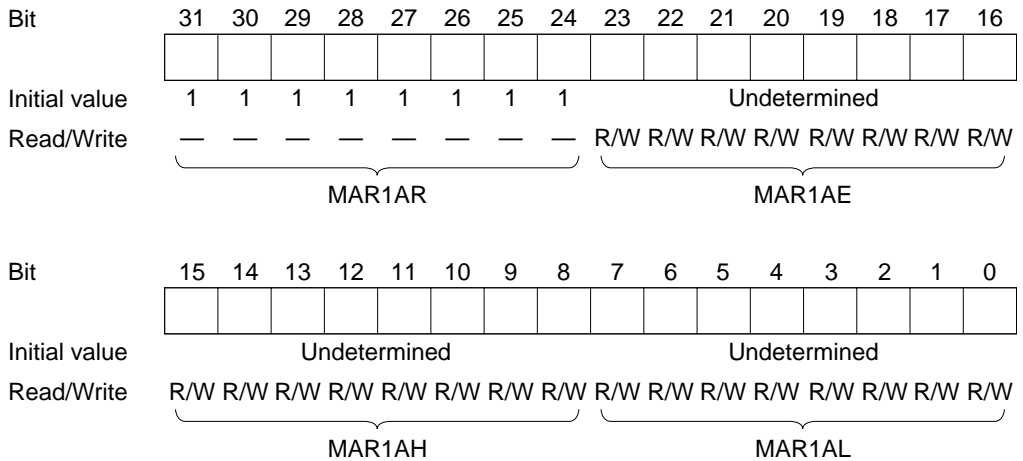 Bit 31 30 29 28 27 26 25 24 23 22 21 20 19 18 17 16
Initial value 1 1 1 1 1 1 1 1 Undetermined
Read/Write — — — — — — — — R/W R/W R/W R/W R/W R/W R/W R/W
MAR1AR MAR1AE
Bit 15 14 13 12 11 10 9 8 7 6 5 4 3 2 1 0
Initial value Undetermined Undetermined
Read/Write R/W R/W R/W R/W R/W R/W R/W R/W R/W R/W R/W R/W R/W R/W R/W R/W
MAR1AH MAR1AL